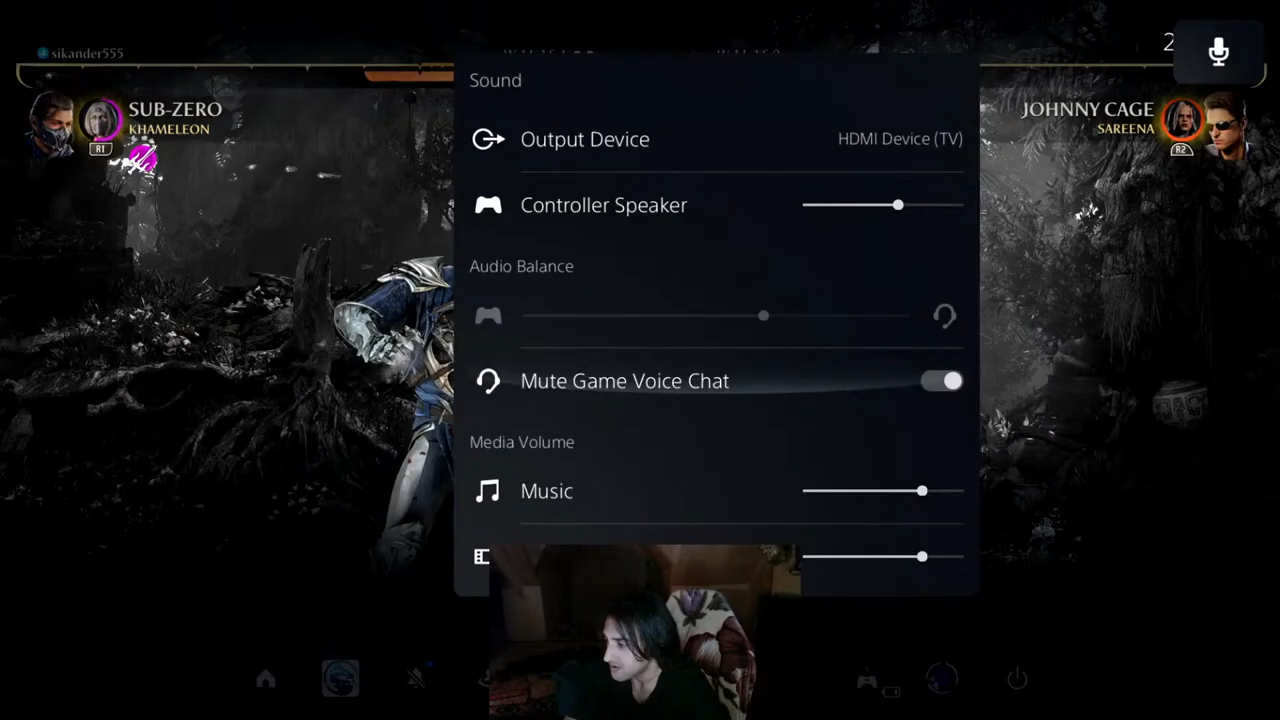 sikander555
2
Sound
SUB-ZERO
KHAMELEON
R1
JOHNNY CAGE
SAREENA
R2
Output Device
HDMI Device (TV)
Controller Speaker
Audio Balance
Mute Game Voice Chat
Media Volume
Music